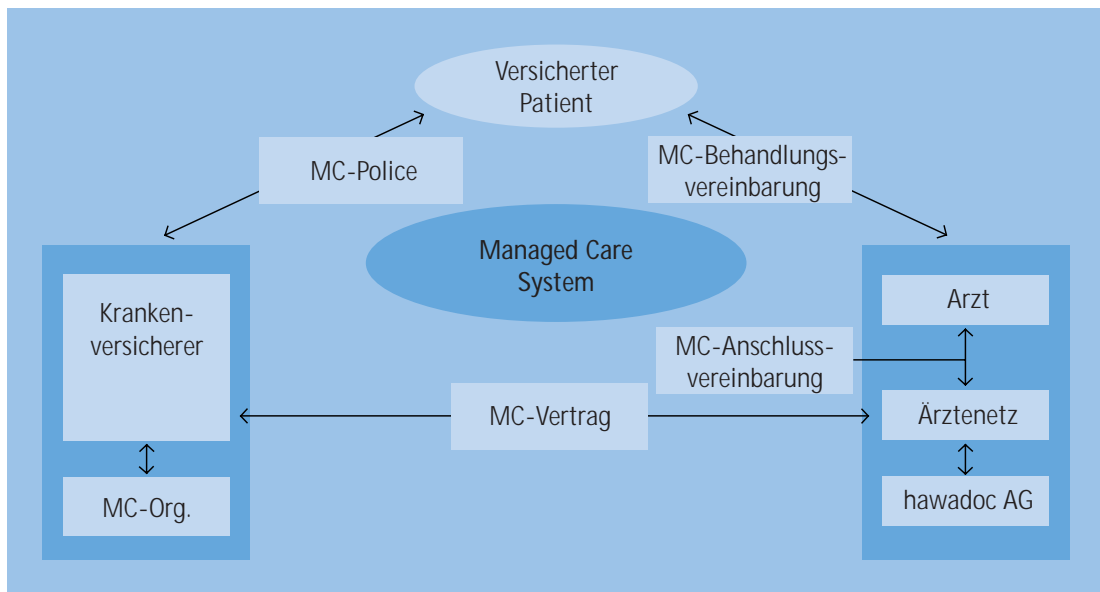 Versicherter
Patient
MC-Police
MC-Behandlungs-
vereinbarung
Managed Care
System
Kranken-
versicherer
Arzt
MC-Anschluss-
vereinbarung
MC-Vertrag
Ärztenetz
MC-Org.
hawadoc AG